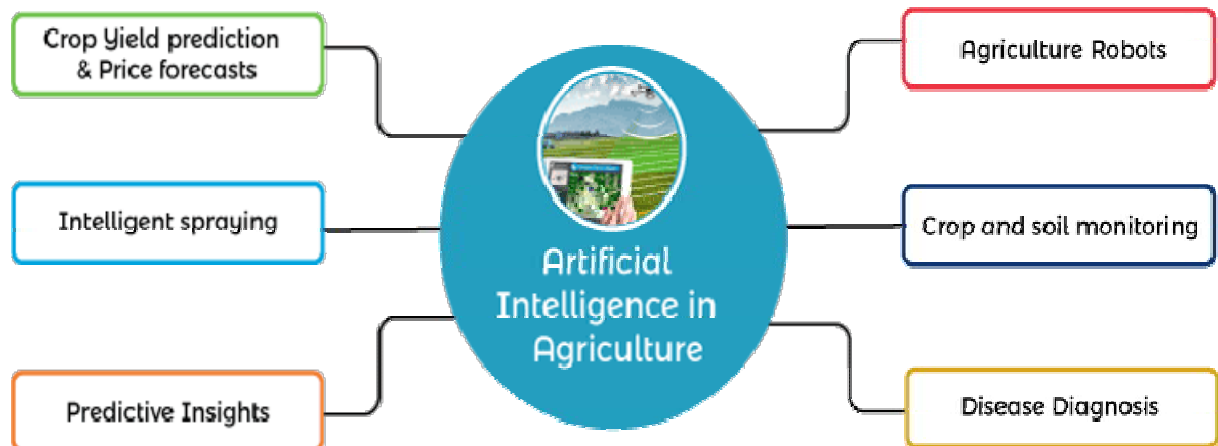 Crop Yield prediction
& Price forecasts
Intelligent spraying
Predictive Insights
Artificial
Intelligence in
Agriculture
Agriculture Robots
Crop and soil monitoring
Disease Diagnosis